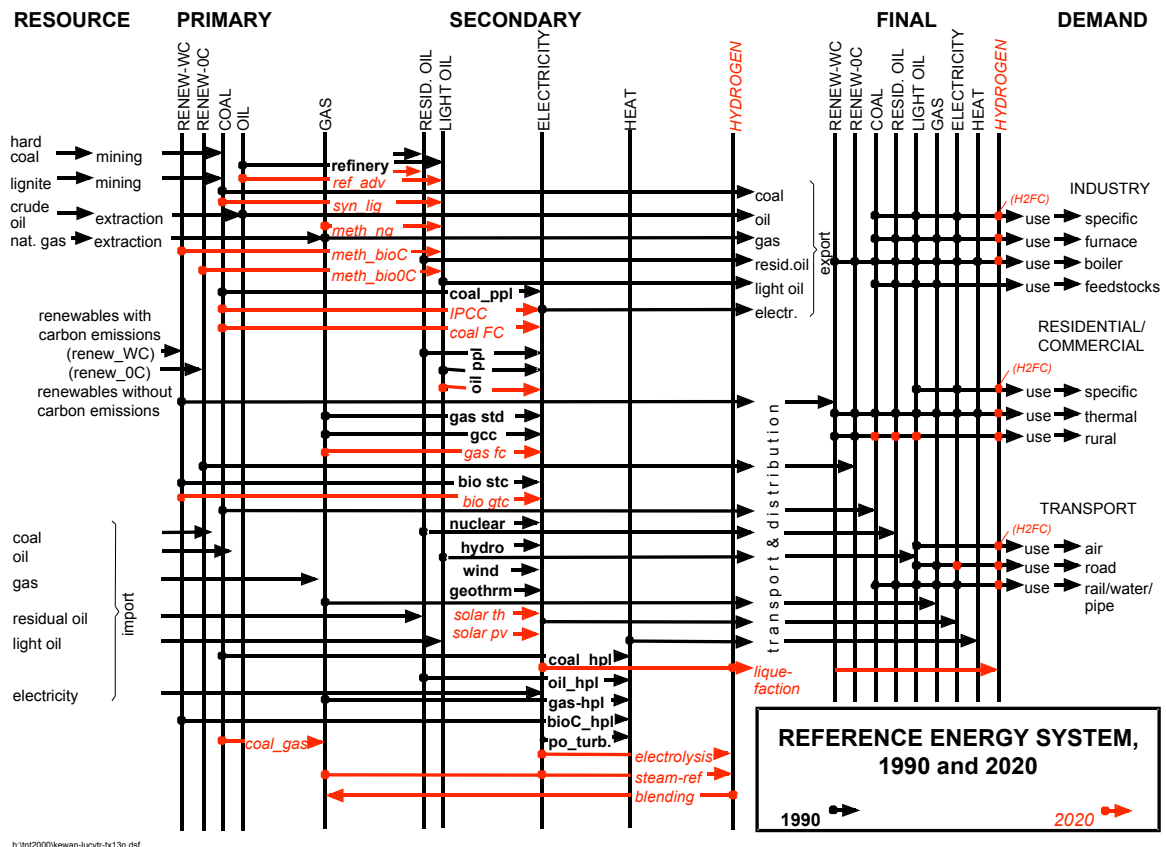 RESOURCE PRIMARY SECONDARY FINAL DEMAND
RENEW-WC
RENEW-0C
COAL
OIL
GAS
RESID. OIL
LIGHT OIL
ELECTRICITY
HEAT
HYDROGEN
RENEW-WC
RENEW-0C
COAL
RESID. OIL
LIGHT OIL
GAS
ELECTRICITY
HEAT
HYDROGEN
hard
coal mining
lignite mining
crude
oil extraction
nat. gas extraction
renewables with
carbon emissions
(renew_WC)
(renew_0C)
renewables without
carbon emissions
coal
oil
gas
residual oil
light oil
electricity
import
refinery
ref_adv
syn_lig
meth_ng
meth_bioC
meth_bio0C
coal_ppl
IPCC
coal FC
oil ppl
gas std
gcc
gas fc
bio stc
bio gtc
nuclear
hydro
wind
geothrm
solar th
solar pv
coal_hpl
oil_hpl
gas-hpl
bioC_hpl
po_turb.
coal_gas
electrolysis
steam-ref
blending
coal
oil
gas
resid.oil
light oil
electr.
export
transport & distribution
lique-
faction
INDUSTRY
(H2FC)
use specific
use furnace
use boiler
use feedstocks
RESIDENTIAL/
COMMERCIAL
(H2FC)
use specific
use thermal
use rural
TRANSPORT
(H2FC)
use air
use road
use rail/water/
pipe
REFERENCE ENERGY SYSTEM,
1990 and 2020
1990 2020